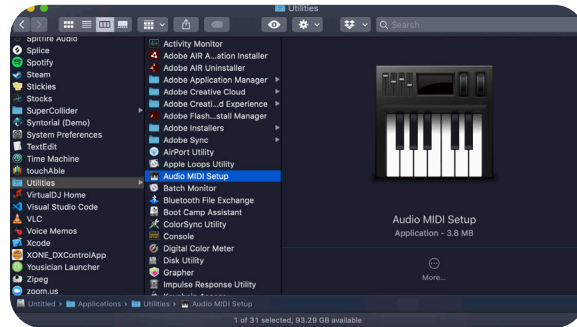 Utilities
Search
Spitfire Audio
Splice
Spotify
Steam
Stickies
Stocks
SuperCollider
Syntorial (Demo)
System Preferences
TextEdit
Time Machine
touchAble
Utilities
VirtualDJ Home
Visual Studio Code
VLC
Voice Memos
Xcode
XONE_DXControlApp
Yousician Launcher
Zipeg
zoom.us
Activity Monitor
Adobe AIR A...ation Installer
Adobe AIR Uninstaller
Adobe Application Manager
Adobe Creative Cloud
Adobe Creati...d Experience
Adobe Flash...stall Manager
Adobe Installers
Adobe Sync
AirPort Utility
Apple Loops Utility
Audio MIDI Setup
Batch Monitor
Bluetooth File Exchange
Boot Camp Assistant
ColorSync Utility
Console
Digital Color Meter
Disk Utility
Grapher
Impulse Response Utility
Keychain Access
Audio MIDI Setup
Application - 3.8 MB
More...
Untitled › Applications › Utilities › Audio MIDI Setup
1 of 31 selected, 93.29 GB available